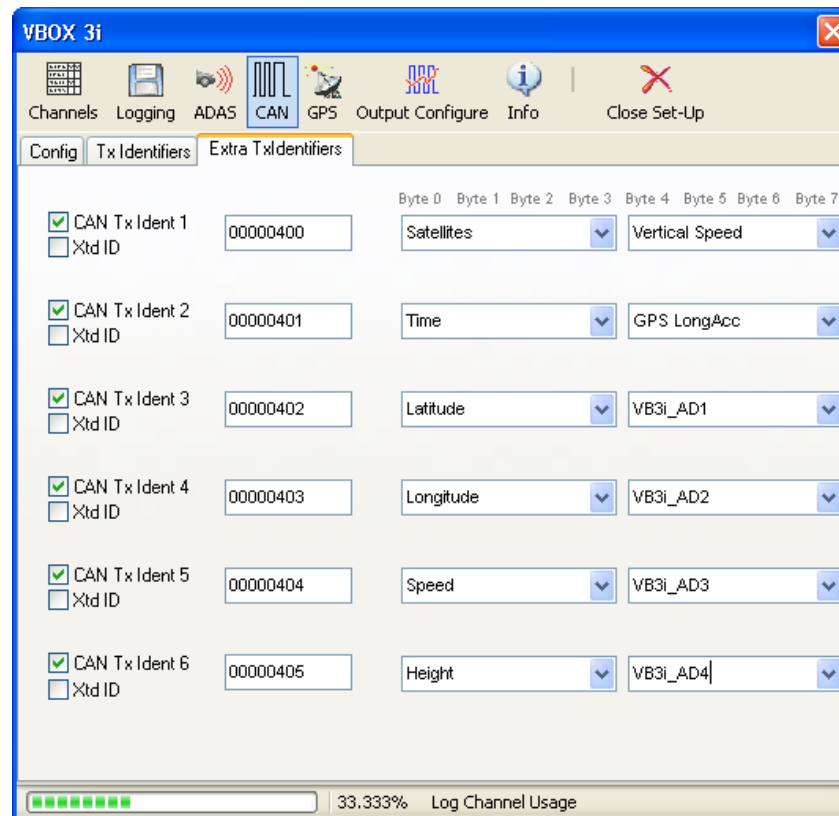 VBOX 3i
Channels Logging ADAS CAN GPS Output Configure Info Close Set-Up
Config Tx Identifiers Extra TxIdentifiers
Byte 0 Byte 1 Byte 2 Byte 3 Byte 4 Byte 5 Byte 6 Byte 7
CAN Tx Ident 1 00000400 Satellites Vertical Speed
Xtd ID
CAN Tx Ident 2 00000401 Time GPS LongAcc
Xtd ID
CAN Tx Ident 3 00000402 Latitude VB3i_AD1
Xtd ID
CAN Tx Ident 4 00000403 Longitude VB3i_AD2
Xtd ID
CAN Tx Ident 5 00000404 Speed VB3i_AD3
Xtd ID
CAN Tx Ident 6 00000405 Height VB3i_AD4
Xtd ID
33.333% Log Channel Usage